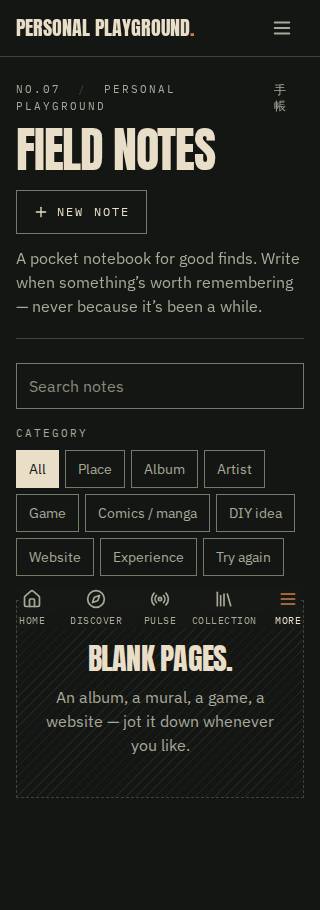 PERSONAL PLAYGROUND.
NO.07 / PERSONAL PLAYGROUND
手帳
FIELD NOTES
+ NEW NOTE
A pocket notebook for good finds. Write
when something’s worth remembering
— never because it’s been a while.
Search notes
CATEGORY
All Place Album Artist
Game Comics / manga DIY idea
Website Experience Try again
HOME DISCOVER PULSE COLLECTION MORE
BLANK PAGES.
An album, a mural, a game, a
website — jot it down whenever
you like.